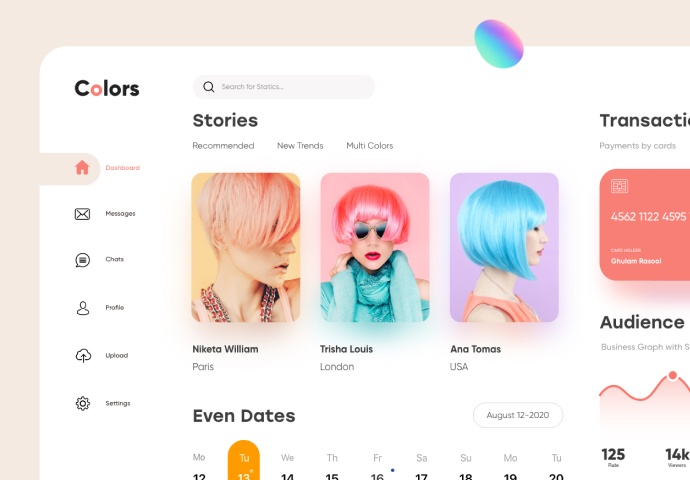 Colors
Search for Statics...
Dashboard
Messages
Chats
Profile
Upload
Settings
Stories
Recommended New Trends Multi Colors
Niketa William
Paris
Trisha Louis
London
Ana Tomas
USA
Even Dates
August 12-2020
Mo Tu We Th Fr Sa Su Mo Tu
12 13 14 15 16 17 18 19 20
Transactio
Payments by cards
4562 1122 4595
CARD HOLDER
Ghulam Rasool
Audience
Business Graph with S
125
14k
Viewers